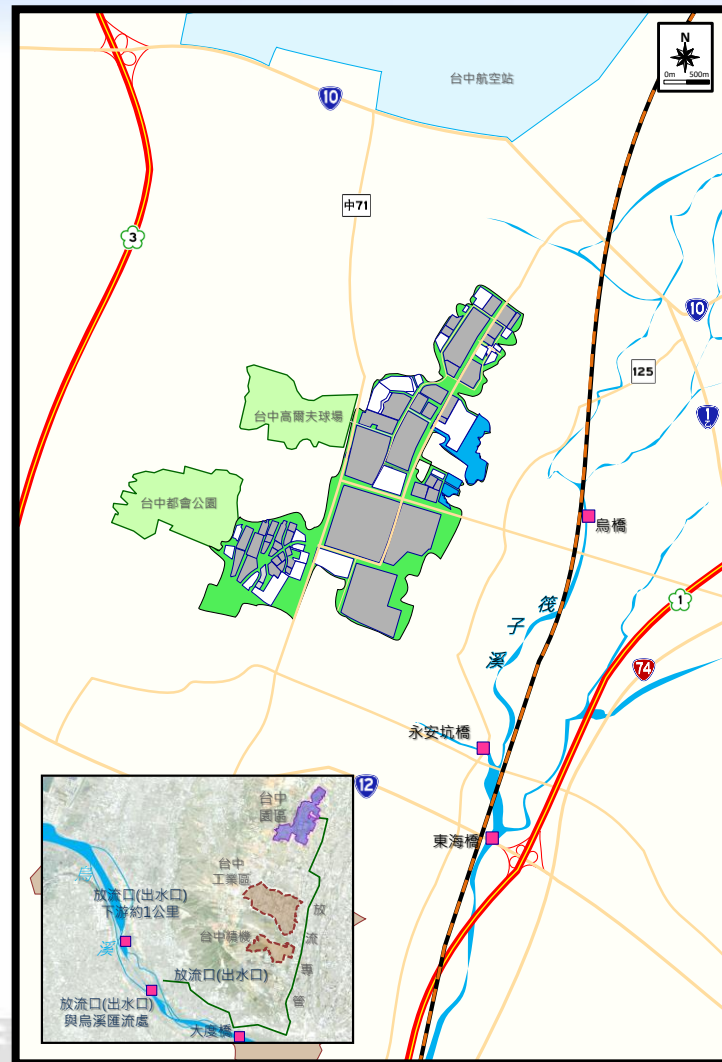 N
0m 500m
台中航空站
10
中71
3
10
125
1
乙
台中高爾夫球場
台中都會公園
烏橋
筏
子
溪
1
74
永安坑橋
12
東海橋
台中
園區
台中
工業區
台中精機
烏
溪
放流口(出水口)
下游約1公里
放
流
專
管
放流口(出水口)
放流口(出水口)
與烏溪匯流處
大度橋